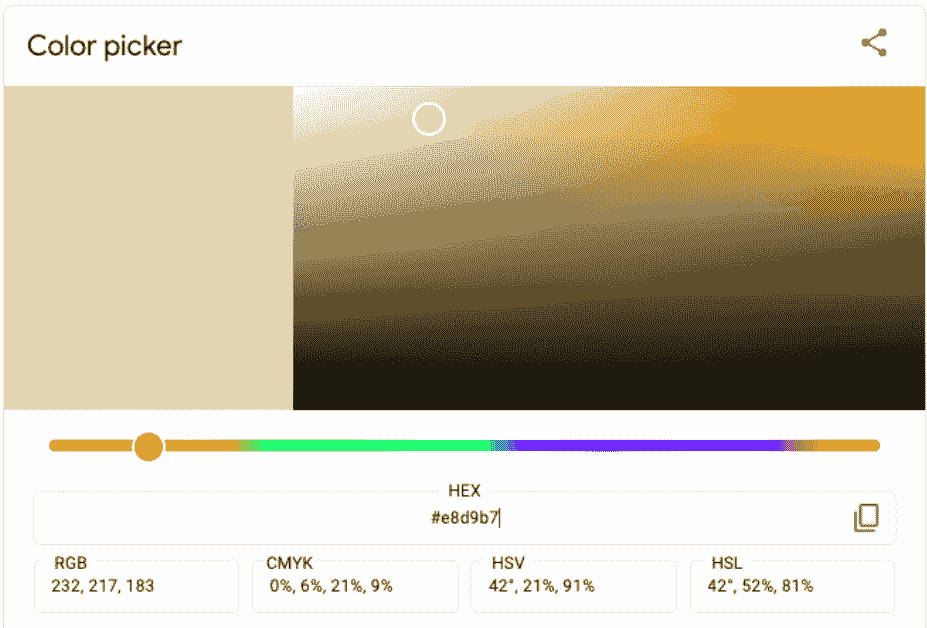 Color picker
HEX
#e8d9b7
RGB
232, 217, 183
CMYK
0%, 6%, 21%, 9%
HSV
42°, 21%, 91%
HSL
42°, 52%, 81%